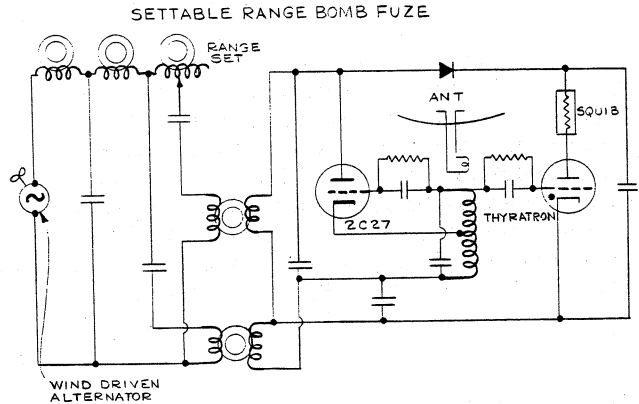 SETTABLE RANGE BOMB FUZE
RANGE
SET
ANT
SQUIB
2C27
THYRATRON
WIND DRIVEN
ALTERNATOR